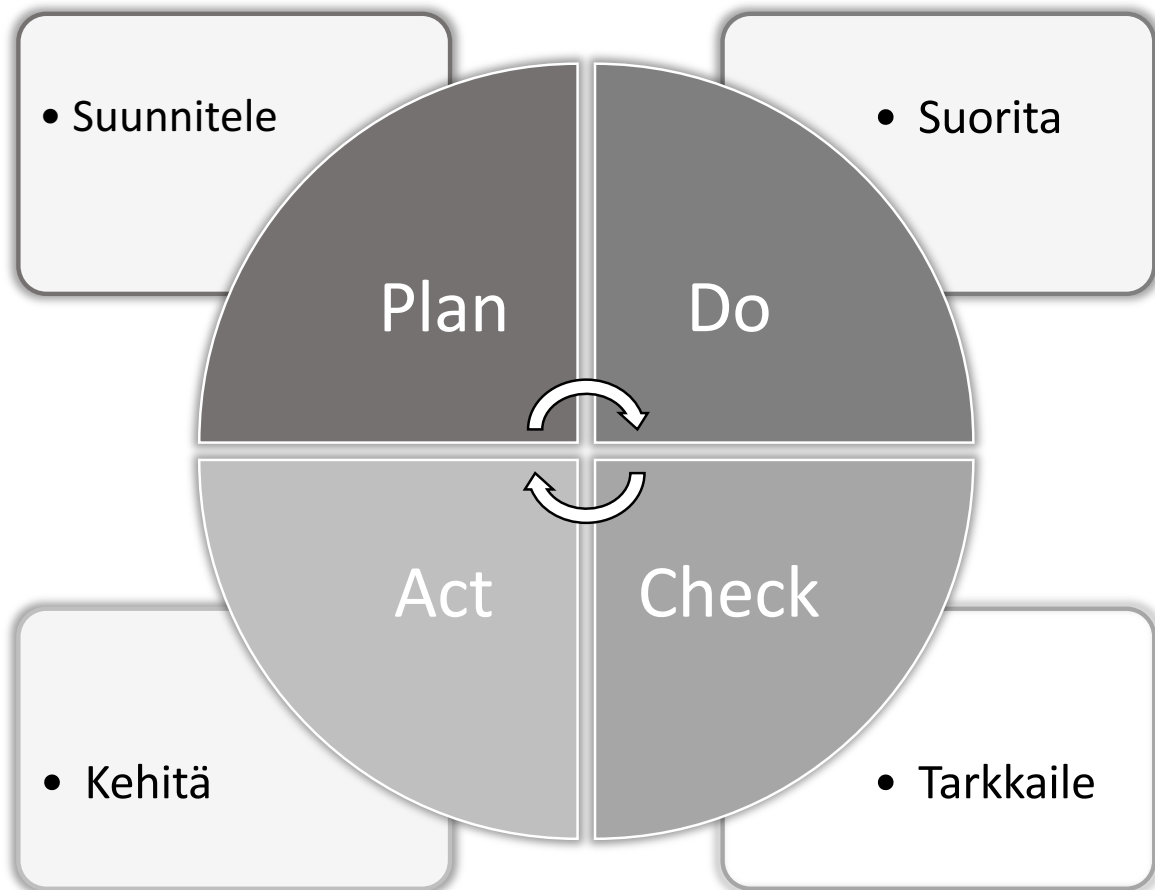 • Suunnitele
• Suorita
Plan
Do
Act
Check
• Kehitä
• Tarkkaile